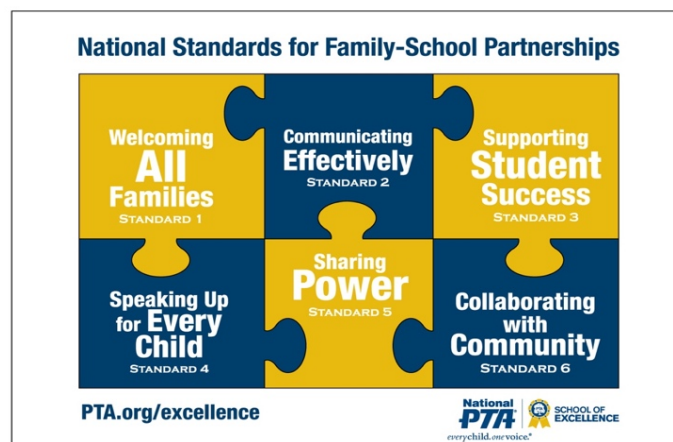 National Standards for Family-School Partnerships
Welcoming
All
Families
STANDARD 1
Communicating
Effectively
STANDARD 2
Supporting
Student
Success
STANDARD 3
Speaking Up
for Every
Child
STANDARD 4
Sharing
Power
STANDARD 5
Collaborating
with
Community
STANDARD 6
PTA.org/excellence
National
PTA®
everychild.onevoice.®
SCHOOL OF
EXCELLENCE